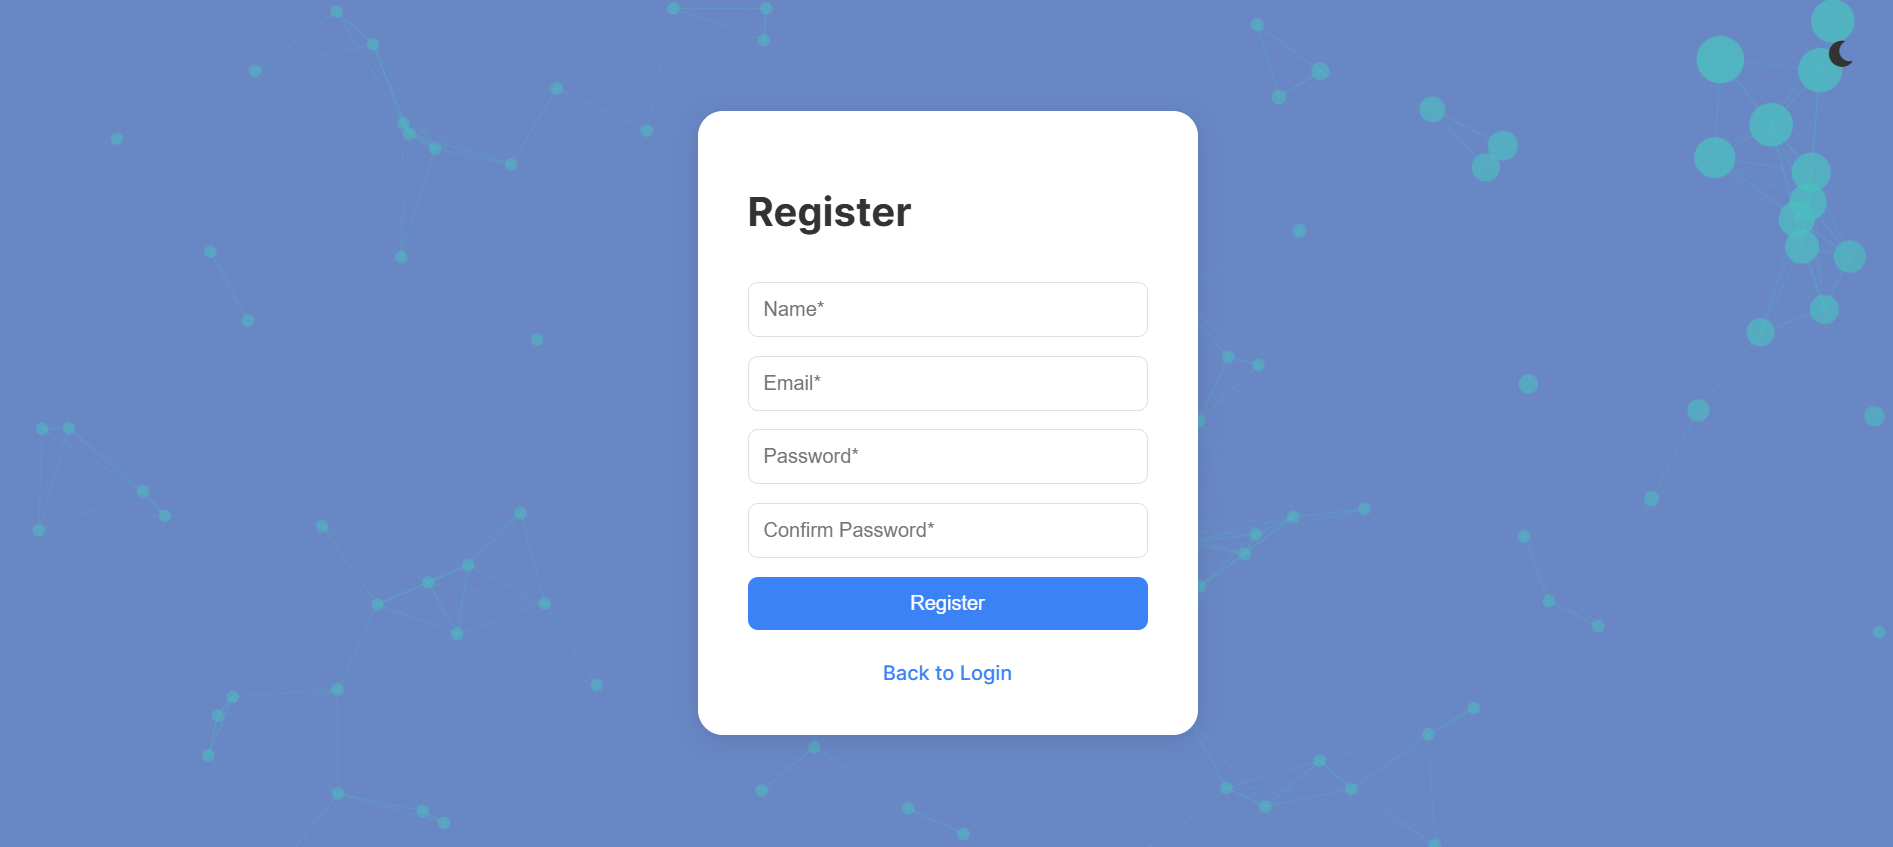 Register
Name*
Email*
Password*
Confirm Password*
Register
Back to Login